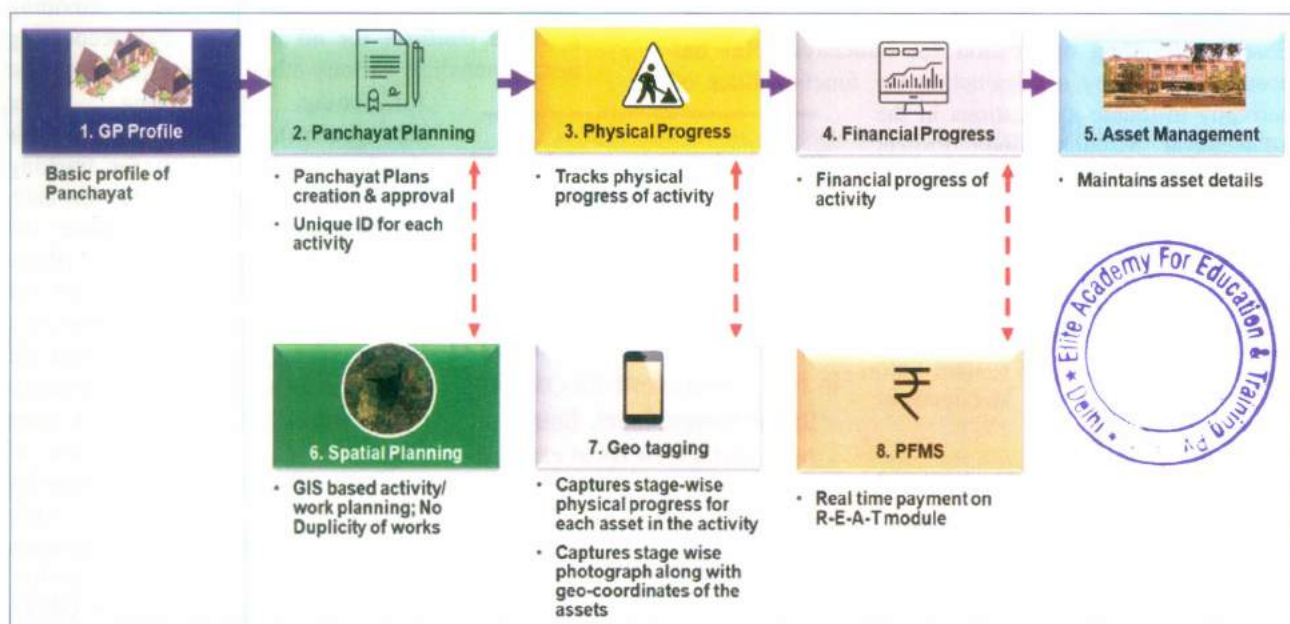 1. GP Profile
· Basic profile of
Panchayat
2. Panchayat Planning
· Panchayat Plans
creation & approval
· Unique ID for each
activity
3. Physical Progress
· Tracks physical
progress of activity
4. Financial Progress
· Financial progress of
activity
5. Asset Management
· Maintains asset details
6. Spatial Planning
· GIS based activity/
work planning; No
Duplicity of works
7. Geo tagging
· Captures stage-wise
physical progress for
each asset in the activity
· Captures stage wise
photograph along with
geo-coordinates of the
assets
₹
8. PFMS
· Real time payment on
R-E-A-T module
Elite Academy For Education & Training
Delhi